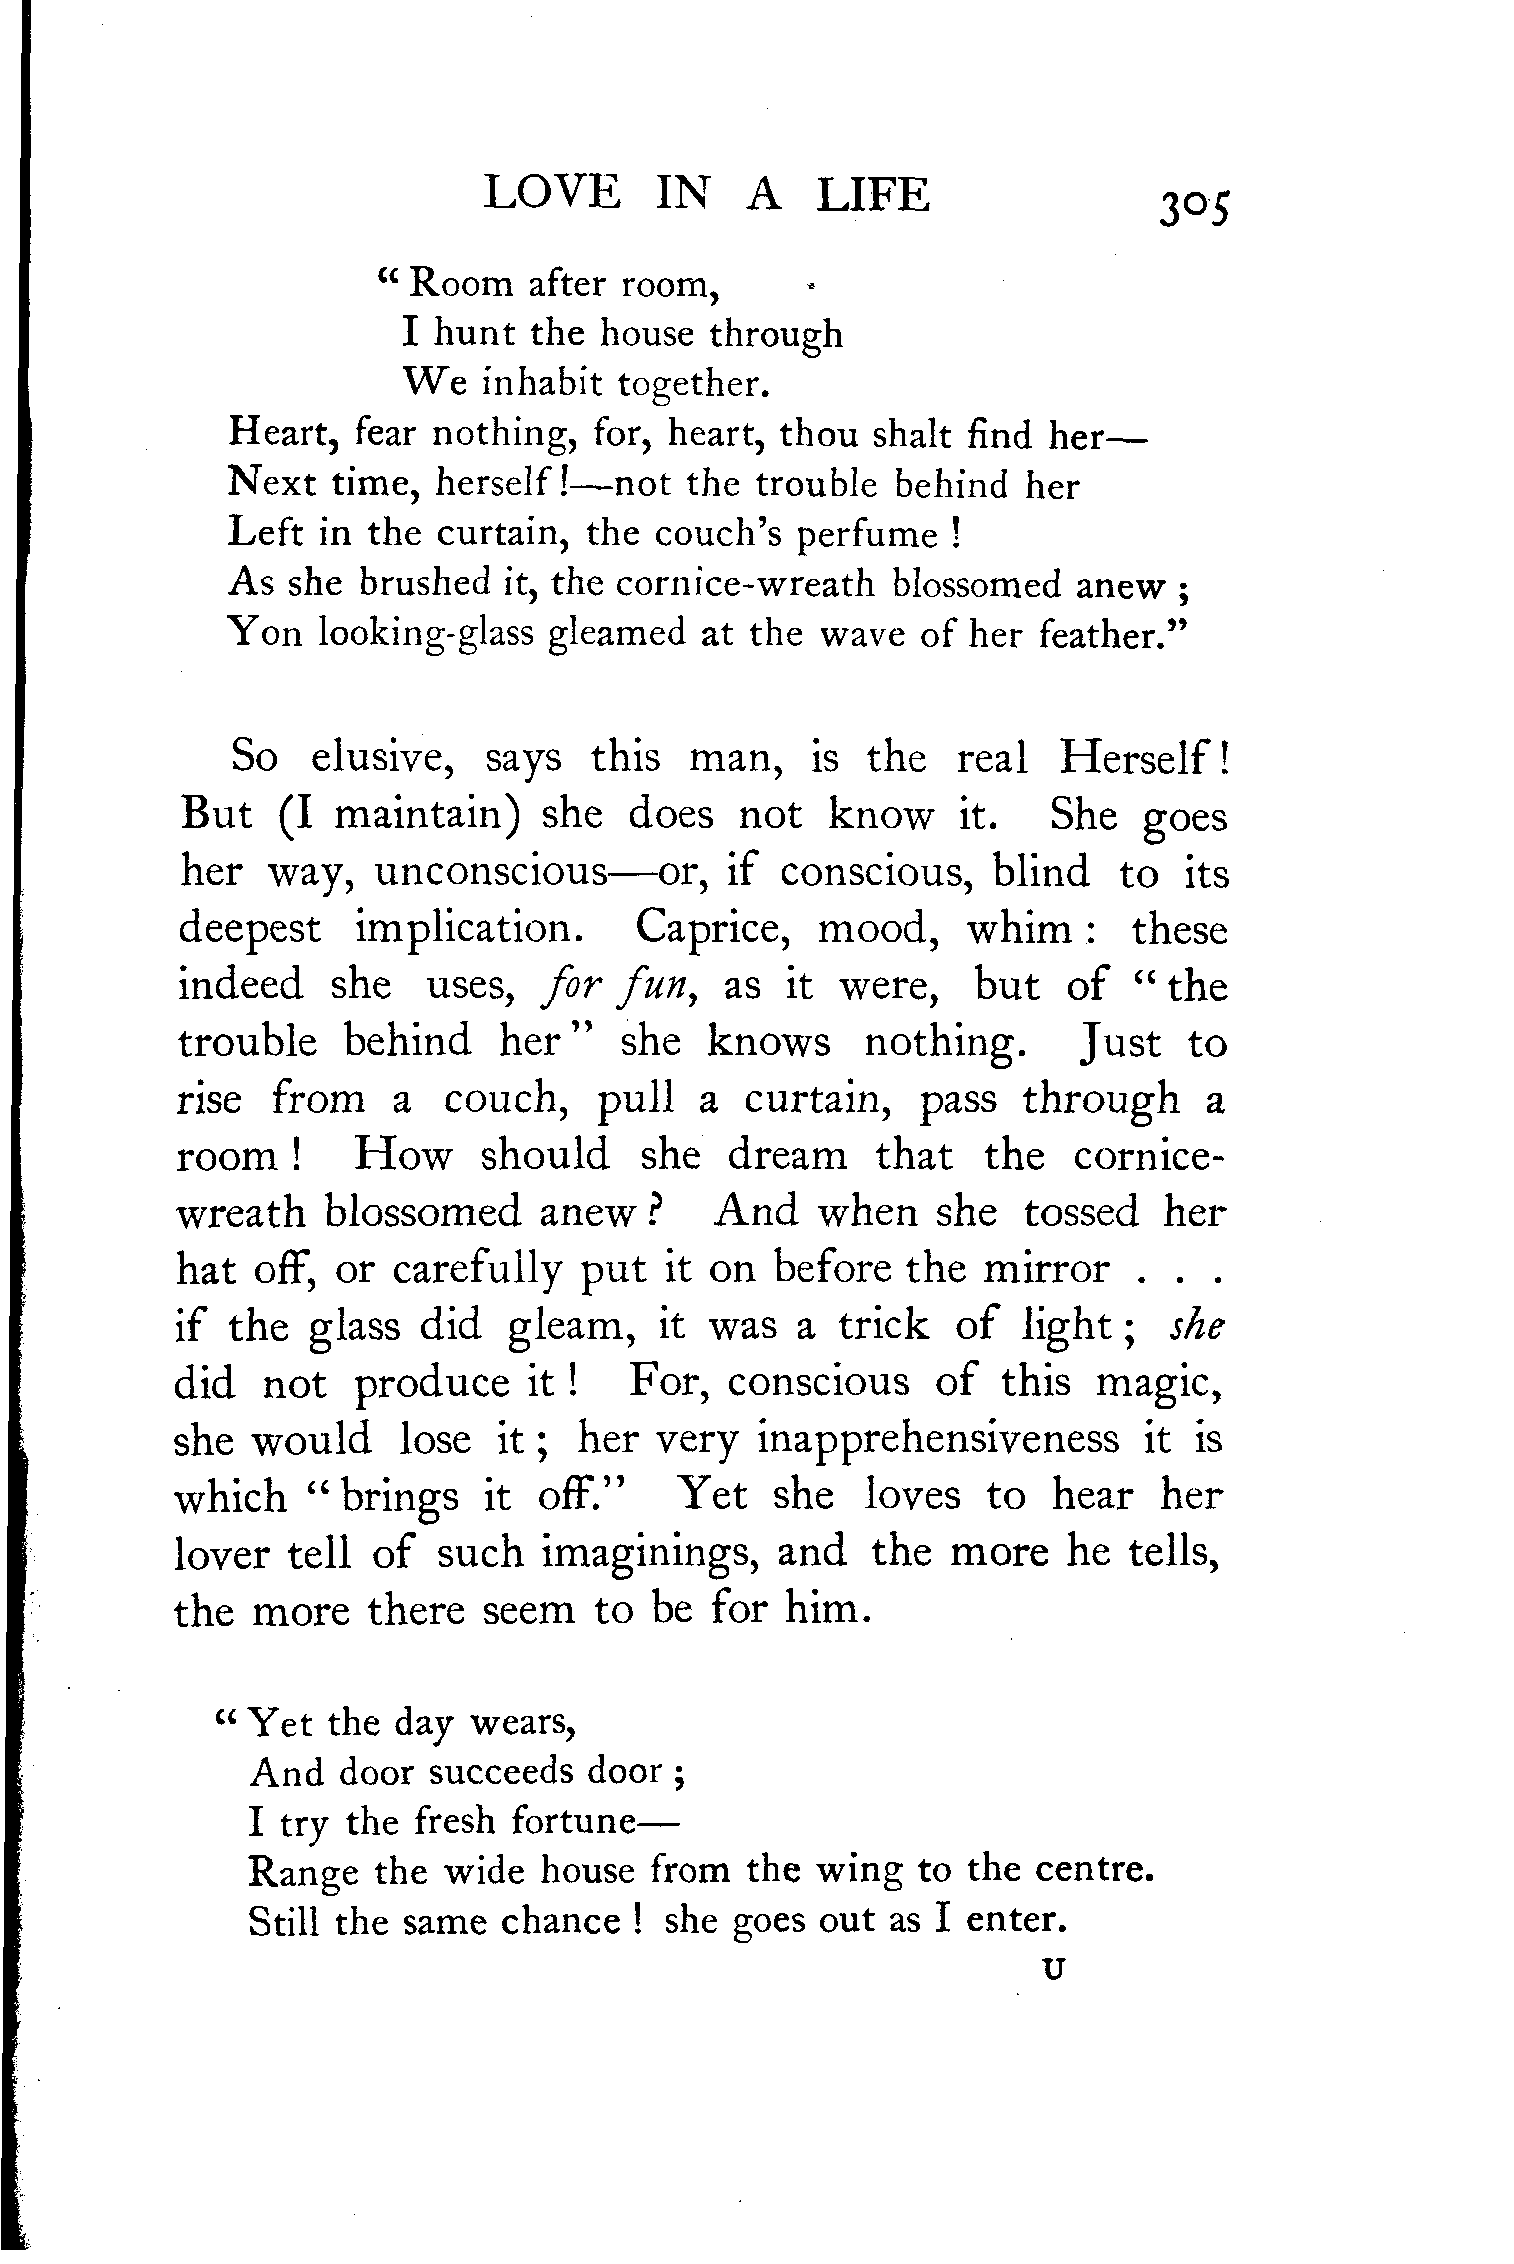 LOVE IN A LIFE 305
“ Room after room,
I hunt the house through
We inhabit together.
Heart, fear nothing, for, heart, thou shalt find her—
Next time, herself !—not the trouble behind her
Left in the curtain, the couch’s perfume !
As she brushed it, the cornice-wreath blossomed anew ;
Yon looking-glass gleamed at the wave of her feather.”
So elusive, says this man, is the real Herself !
But (I maintain) she does not know it. She goes
her way, unconscious—or, if conscious, blind to its
deepest implication. Caprice, mood, whim : these
indeed she uses, for fun, as it were, but of “ the
trouble behind her ” she knows nothing. Just to
rise from a couch, pull a curtain, pass through a
room ! How should she dream that the cornice-
wreath blossomed anew ? And when she tossed her
hat off, or carefully put it on before the mirror . . .
if the glass did gleam, it was a trick of light ; she
did not produce it ! For, conscious of this magic,
she would lose it ; her very inapprehensiveness it is
which “ brings it off.” Yet she loves to hear her
lover tell of such imaginings, and the more he tells,
the more there seem to be for him.
“ Yet the day wears,
And door succeeds door ;
I try the fresh fortune—
Range the wide house from the wing to the centre.
Still the same chance ! she goes out as I enter.
U